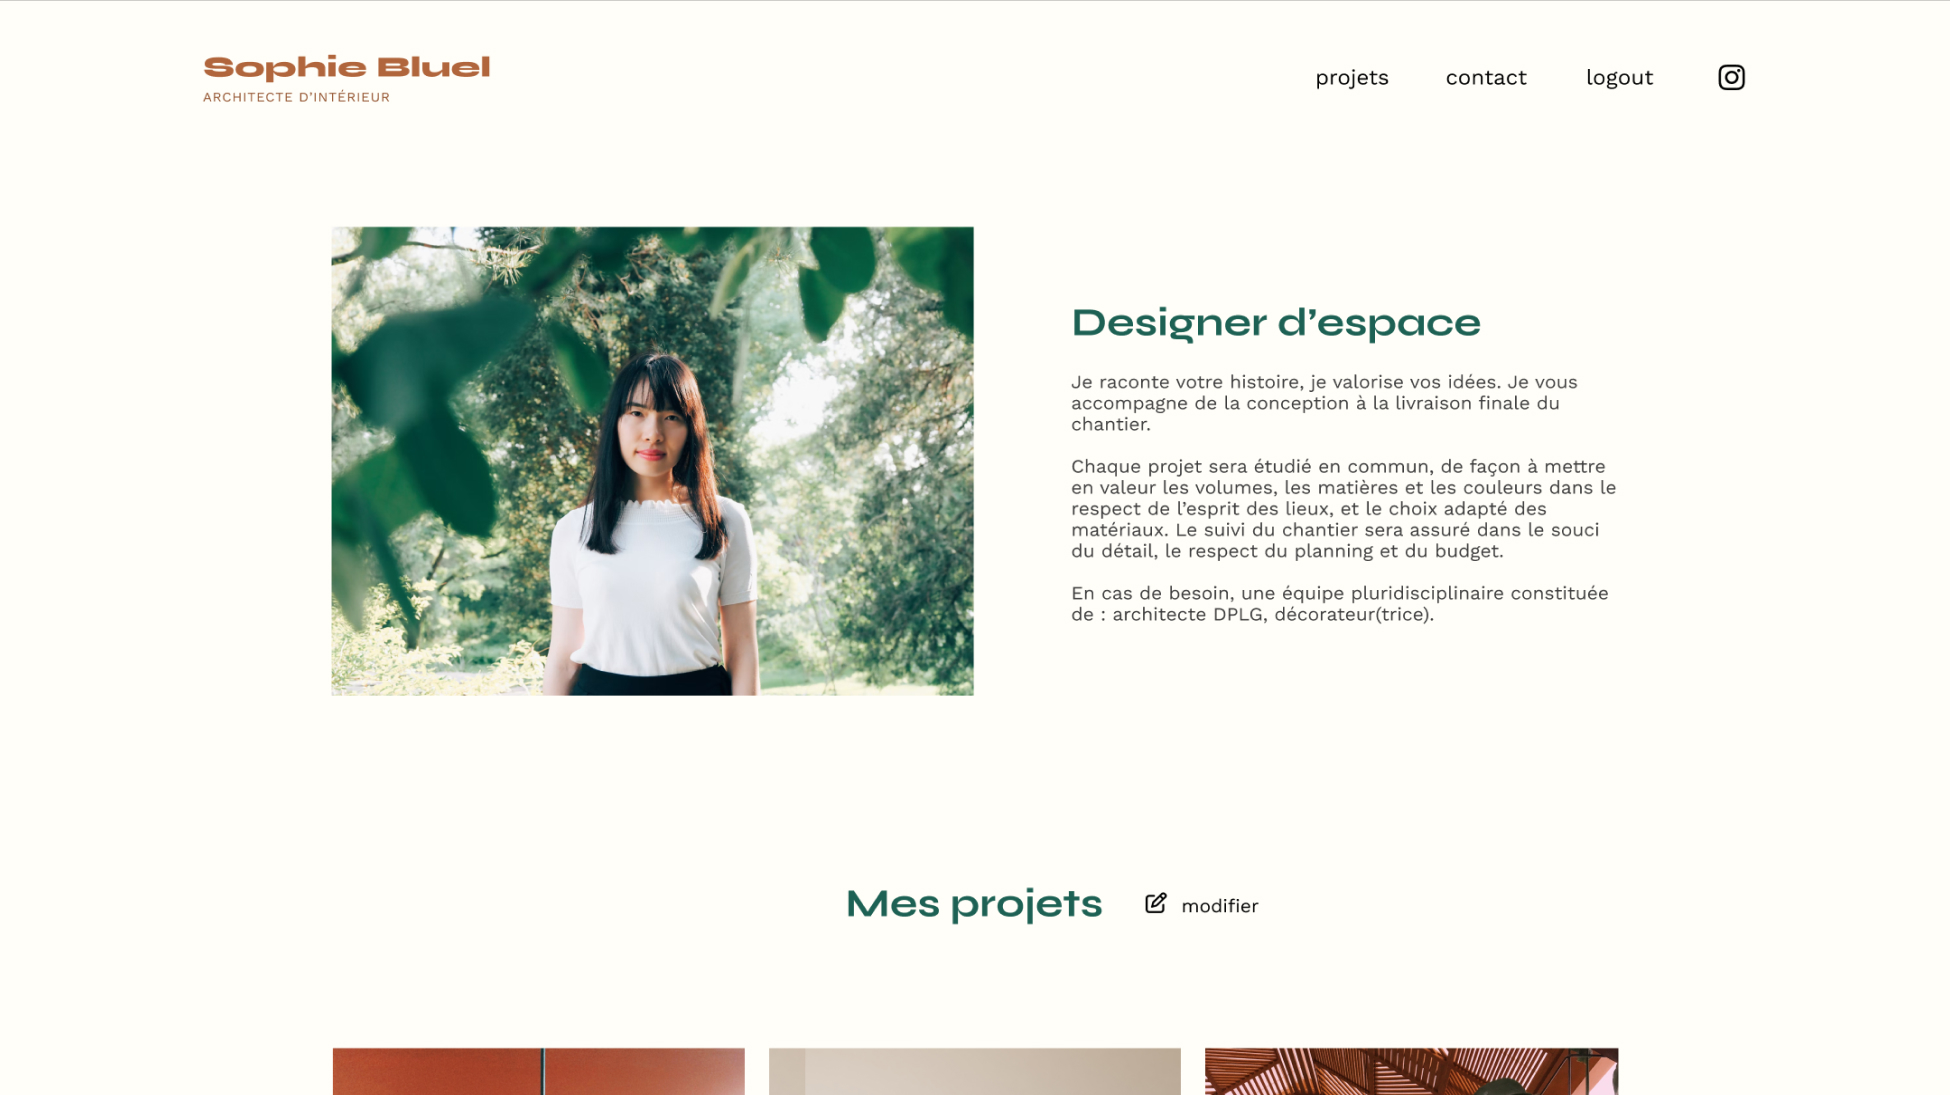 Sophie Bluel
ARCHITECTE D’INTÉRIEUR
projets
contact
logout
Designer d’espace
Je raconte votre histoire, je valorise vos idées. Je vous
accompagne de la conception à la livraison finale du
chantier.
Chaque projet sera étudié en commun, de façon à mettre
en valeur les volumes, les matières et les couleurs dans le
respect de l’esprit des lieux, et le choix adapté des
matériaux. Le suivi du chantier sera assuré dans le souci
du détail, le respect du planning et du budget.
En cas de besoin, une équipe pluridisciplinaire constituée
de : architecte DPLG, décorateur(trice).
Mes projets
modifier